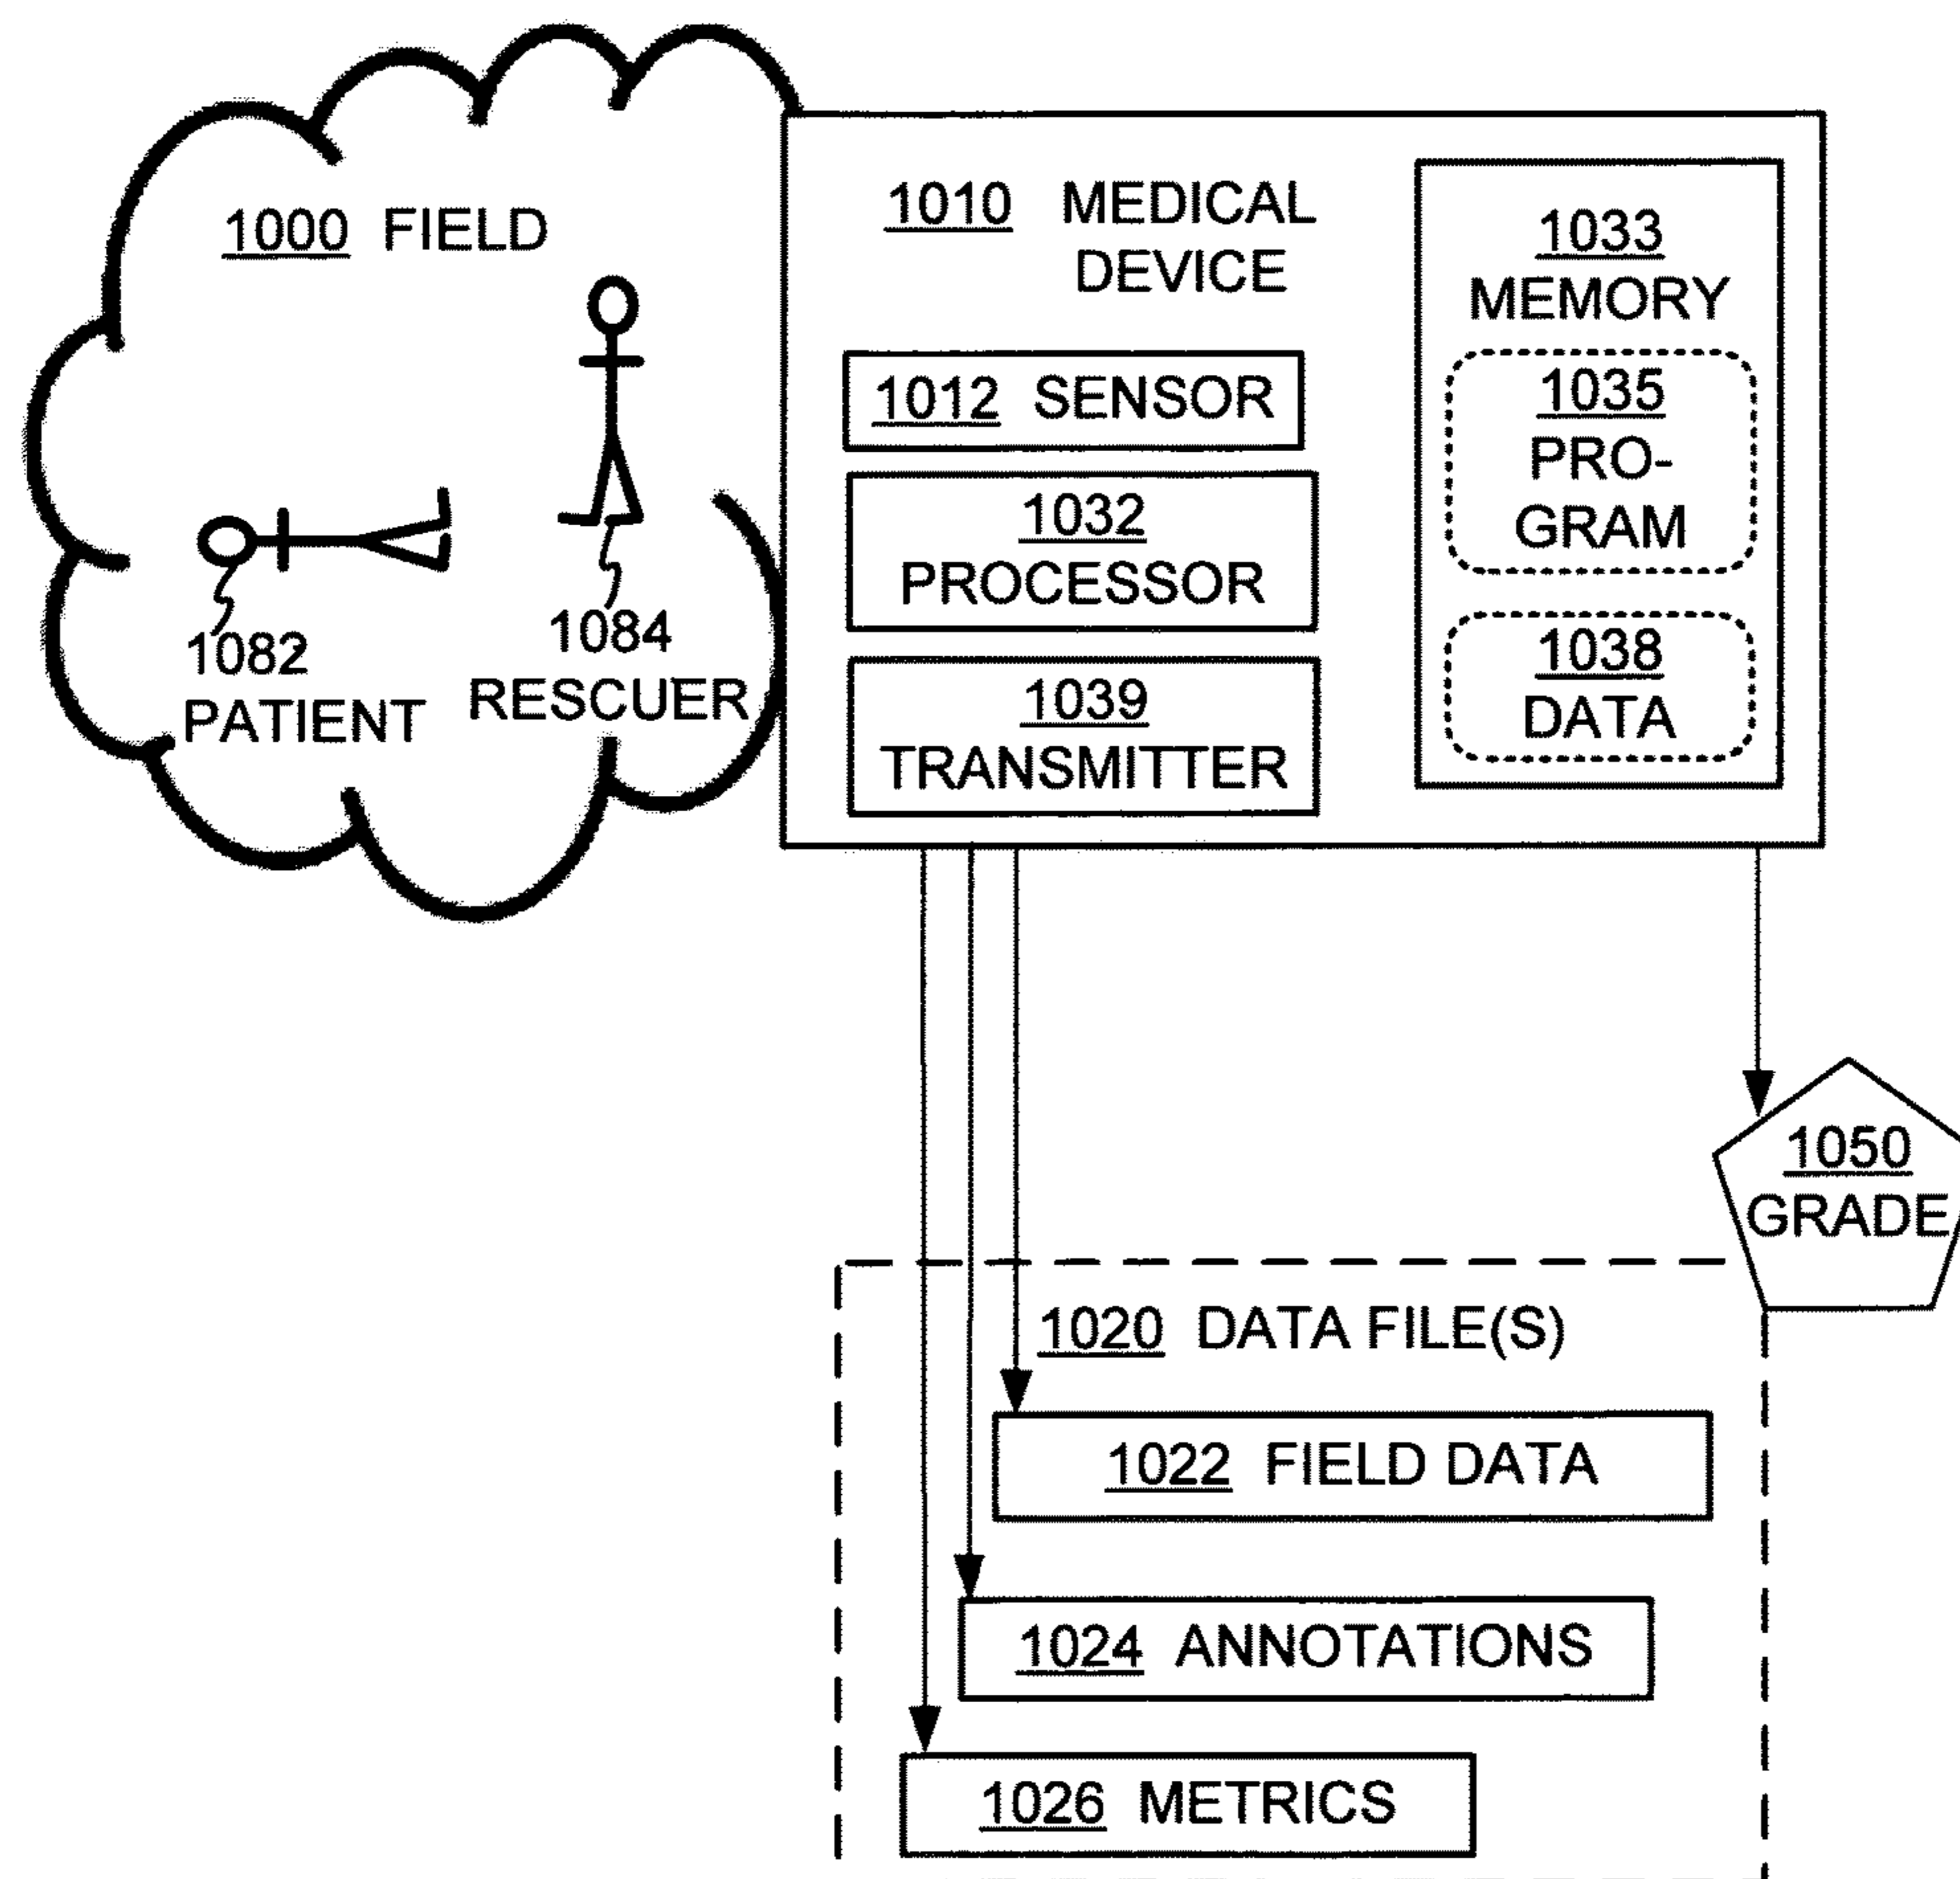 1000 FIELD
1082
PATIENT
1084
RESCUER
1010 MEDICAL
DEVICE
1012 SENSOR
1032
PROCESSOR
1039
TRANSMITTER
1033
MEMORY
1035
PRO-
GRAM
1038
DATA
1050
GRADE
1020 DATA FILE(S)
1022 FIELD DATA
1024 ANNOTATIONS
1026 METRICS